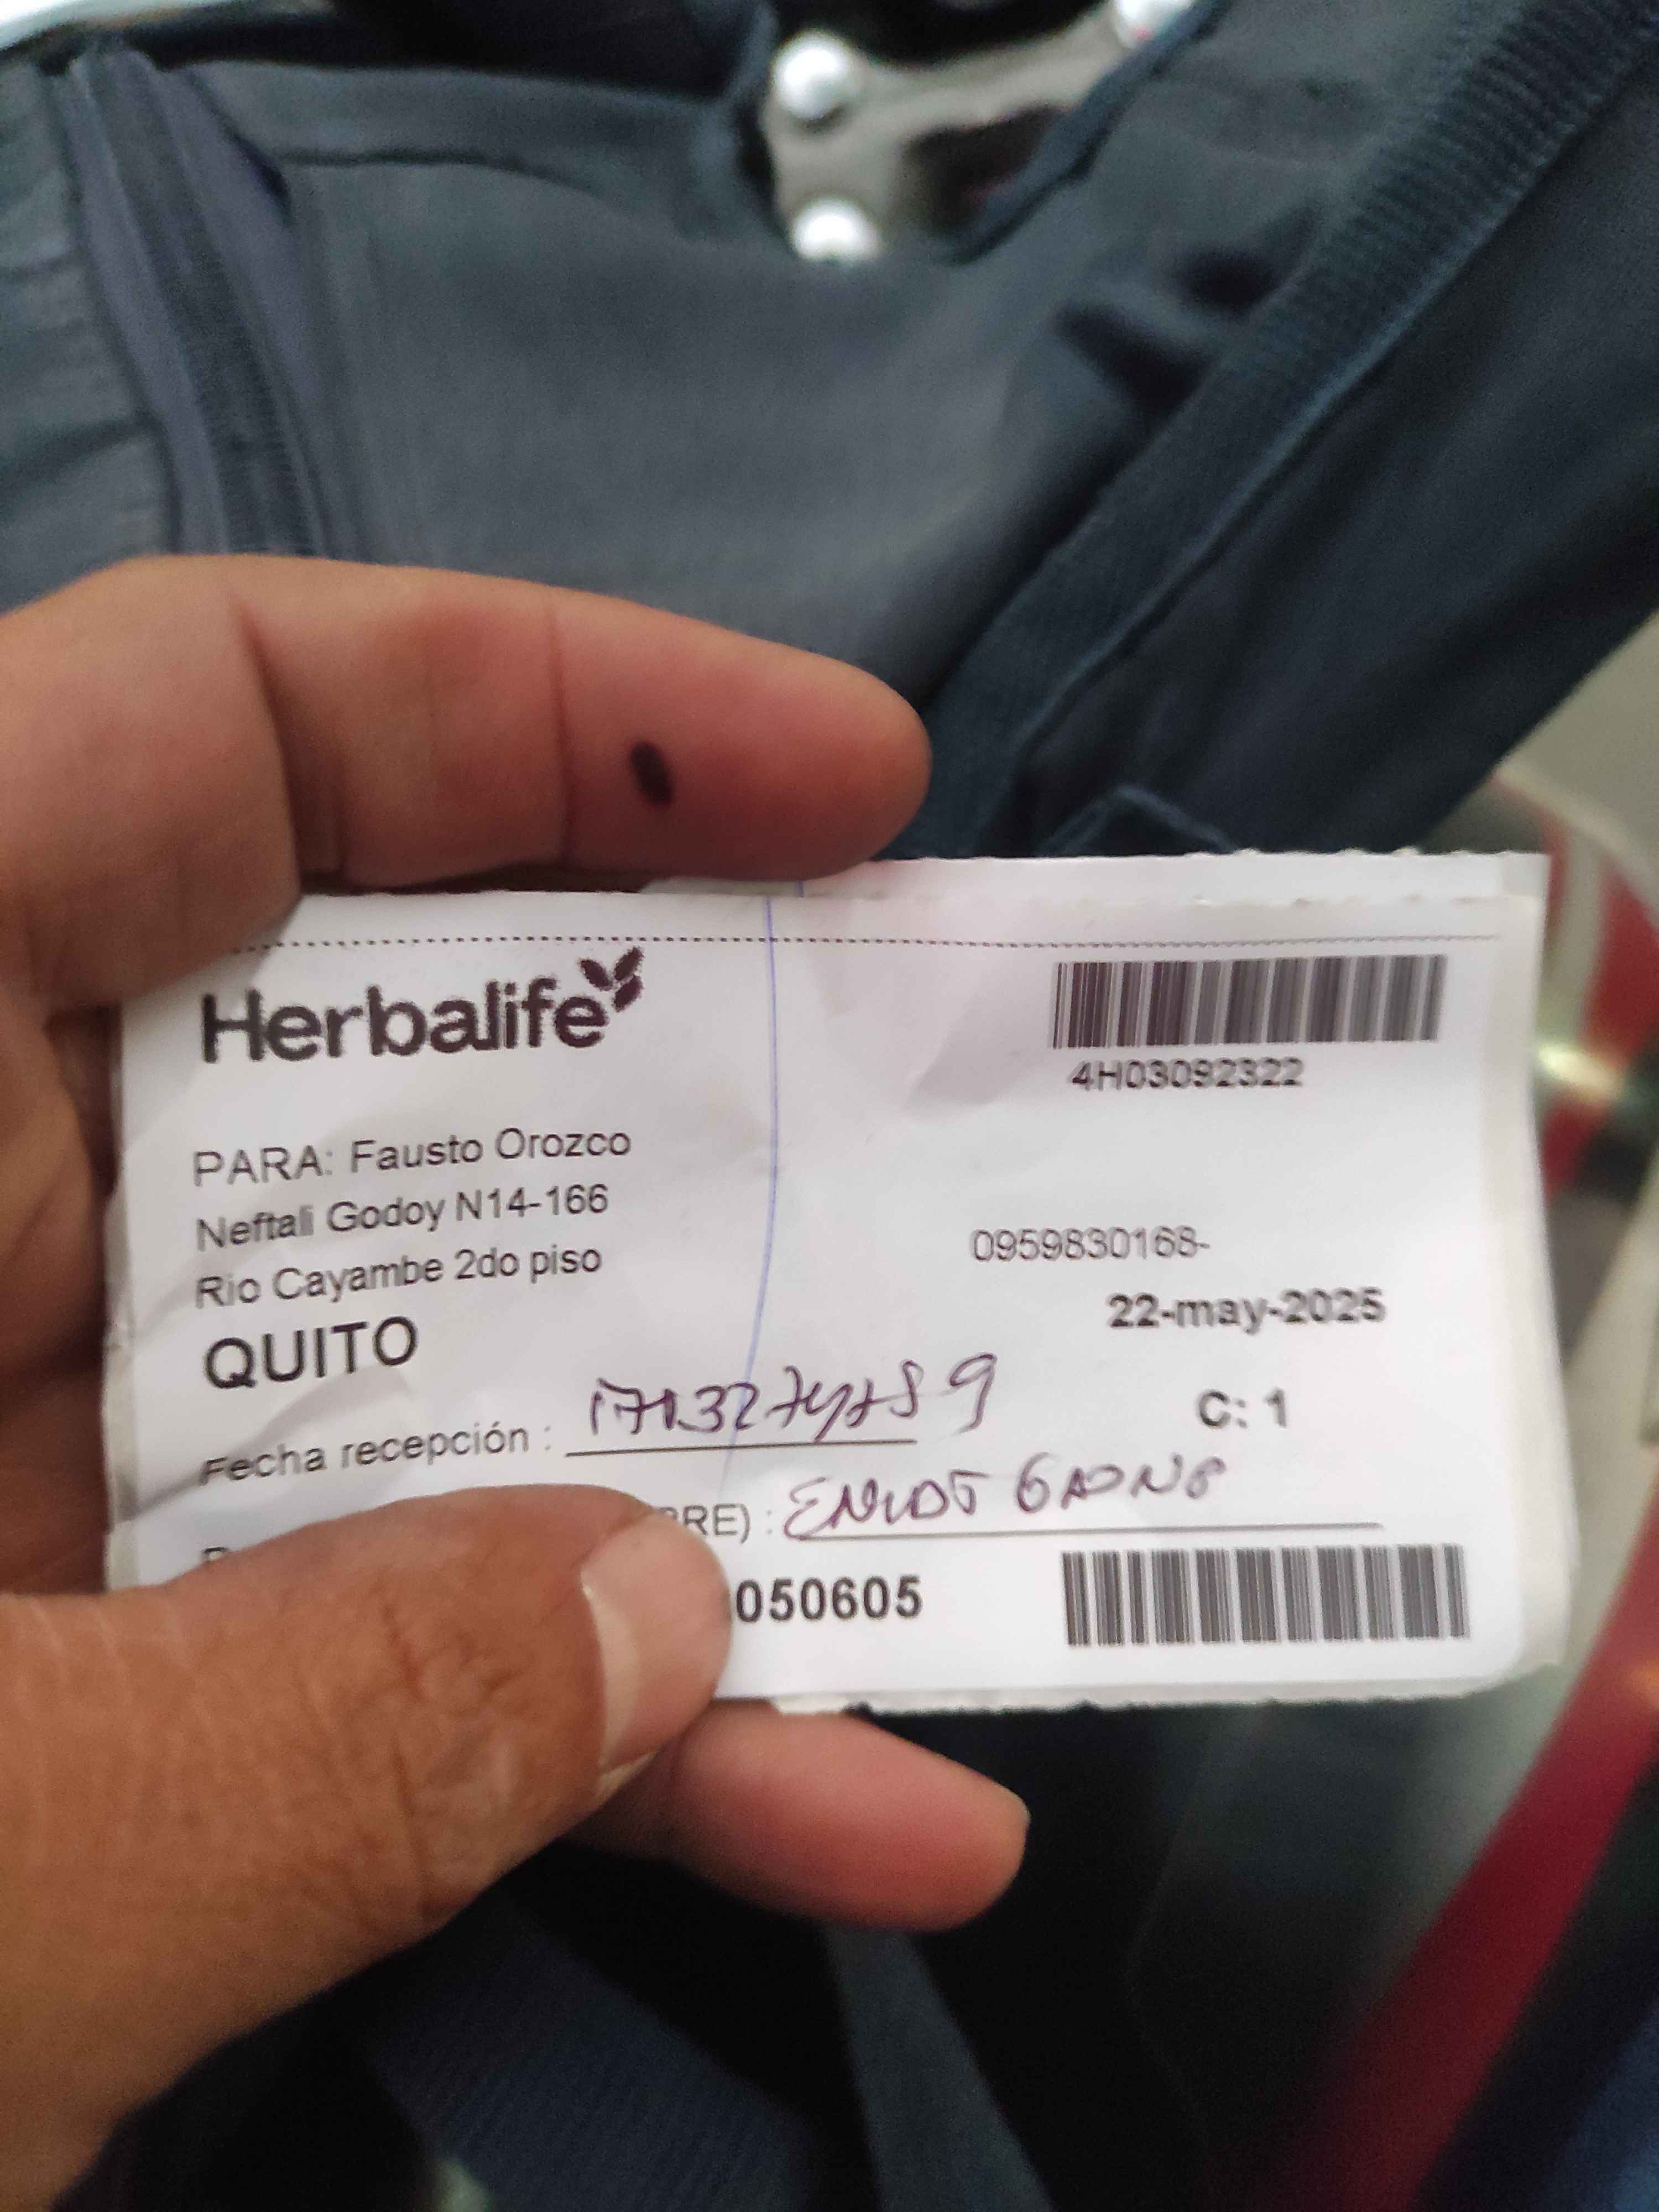 Herbalife
4H03092322
PARA: Fausto Orozco
Neftali Godoy N14-166
Rio Cayambe 2do piso
0959830168-
QUITO
22-may-2025
Fecha recepción :
C: 1
RE) :
050605